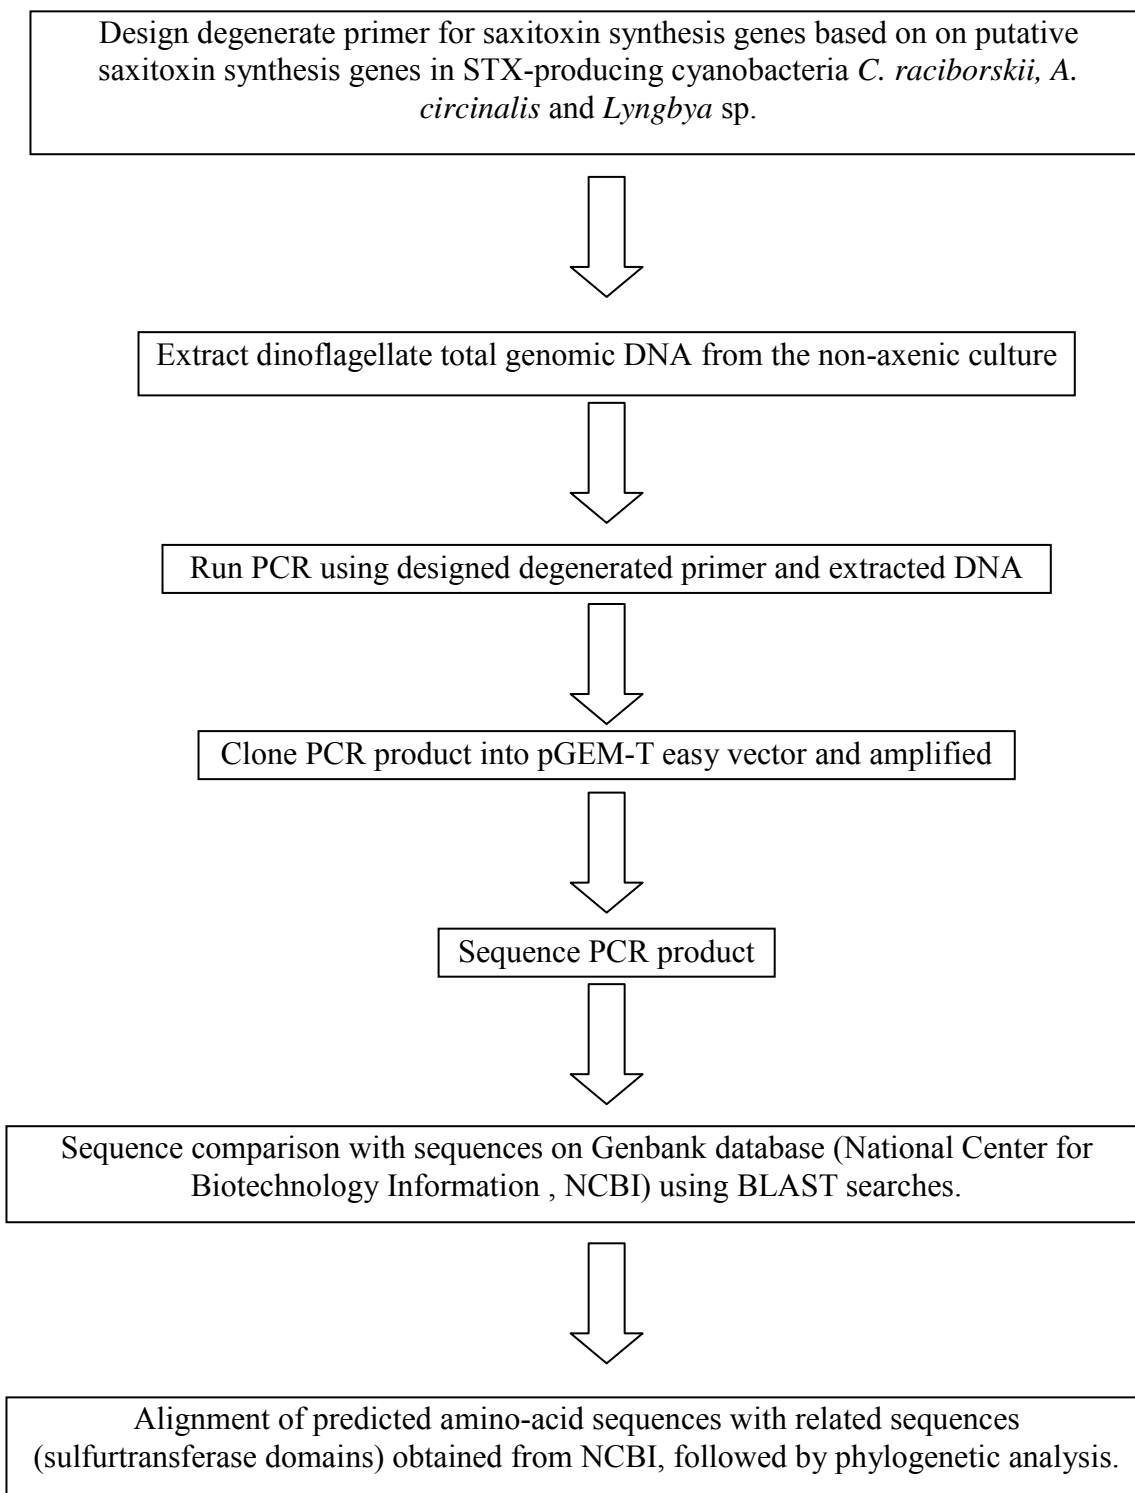 Design degenerate primer for saxitoxin synthesis genes based on on putative
saxitoxin synthesis genes in STX-producing cyanobacteria C. raciborskii, A.
circinalis and Lyngbya sp.
Extract dinoflagellate total genomic DNA from the non-axenic culture
Run PCR using designed degenerated primer and extracted DNA
Clone PCR product into pGEM-T easy vector and amplified
Sequence PCR product
Sequence comparison with sequences on Genbank database (National Center for
Biotechnology Information , NCBI) using BLAST searches.
Alignment of predicted amino-acid sequences with related sequences
(sulfurtransferase domains) obtained from NCBI, followed by phylogenetic analysis.